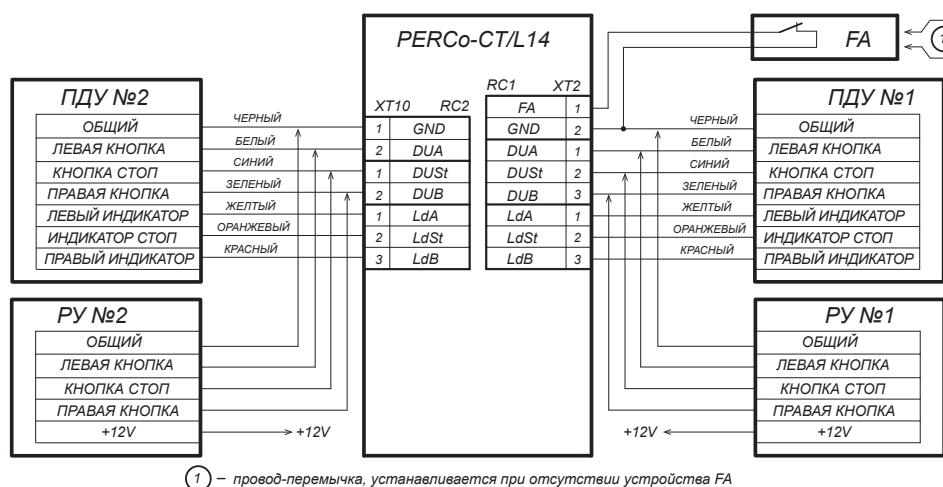 PERCo-CT/L14
FA
1
ПДУ №2
ОБЩИЙ
ЛЕВАЯ КНОПКА
КНОПКА СТОП
ПРАВАЯ КНОПКА
ЛЕВЫЙ ИНДИКАТОР
ИНДИКАТОР СТОП
ПРАВЫЙ ИНДИКАТОР
ЧЕРНЫЙ
БЕЛЫЙ
СИНИЙ
ЗЕЛЕНЫЙ
ЖЕЛТЫЙ
ОРАНЖЕВЫЙ
КРАСНЫЙ
XT10 RC2
1 GND
2 DUA
1 DUSt
2 DUB
1 LdA
2 LdSt
3 LdB
RC1 XT2
FA 1
GND 2
DUA 1
DUSt 2
DUB 3
LdA 1
LdSt 2
LdB 3
ЧЕРНЫЙ
БЕЛЫЙ
СИНИЙ
ЗЕЛЕНЫЙ
ЖЕЛТЫЙ
ОРАНЖЕВЫЙ
КРАСНЫЙ
ПДУ №1
ОБЩИЙ
ЛЕВАЯ КНОПКА
КНОПКА СТОП
ПРАВАЯ КНОПКА
ЛЕВЫЙ ИНДИКАТОР
ИНДИКАТОР СТОП
ПРАВЫЙ ИНДИКАТОР
РУ №2
ОБЩИЙ
ЛЕВАЯ КНОПКА
КНОПКА СТОП
ПРАВАЯ КНОПКА
+12V
+12V
+12V
РУ №1
ОБЩИЙ
ЛЕВАЯ КНОПКА
КНОПКА СТОП
ПРАВАЯ КНОПКА
+12V
1 – провод-перемычка, устанавливается при отсутствии устройства FA